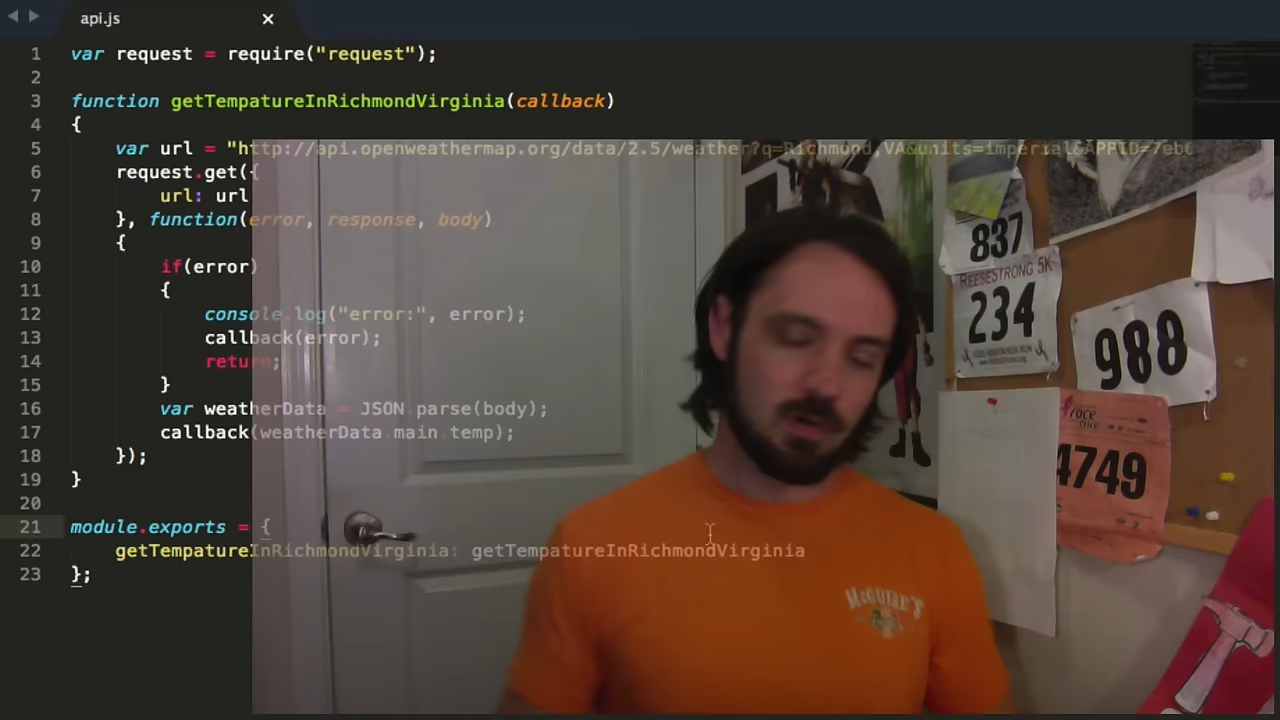 api.js
1 var request = require("request");
2
3 function getTempatureInRichmondVirginia(callback)
4 {
5 var url = "http://api.openweathermap.org/data/2.5/weather?q=Richmond,VA&units=imperial&APPID=7eb6
6 request.get({
7 url: url
8 }, function(error, response, body)
9 {
10 if(error)
11 {
12 console.log("error:", error);
13 callback(error);
14 return;
15 }
16 var weatherData = JSON.parse(body);
17 callback(weatherData.main.temp);
18 });
19 }
20
21 module.exports = {
22 getTempatureInRichmondVirginia: getTempatureInRichmondVirginia
23 };
837
REESESTRONG 5K
234
988
race
cure
4749
McGUIRE'S